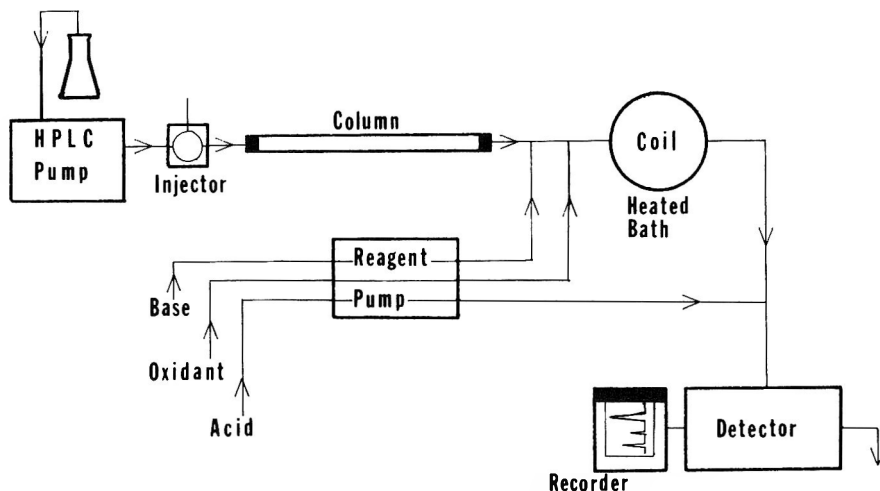 HPLC
Pump
Injector
Column
Coil
Heated
Bath
Reagent
Pump
Base
Oxidant
Acid
Detector
Recorder